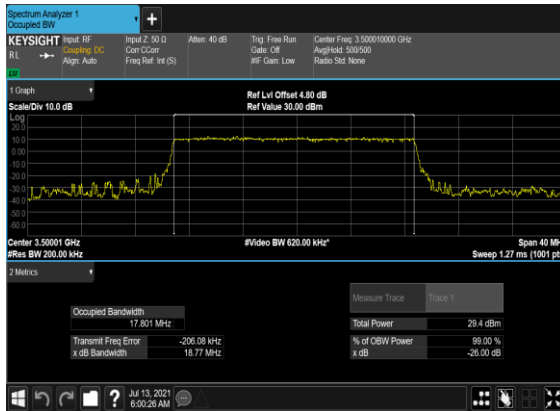 Spectrum Analyzer 1
Occupied BW
+
KEYSIGHT
RL
Input: RF
Coupling: DC
Align: Auto
Input Z: 50 Ω
Corr CCorr
Freq Ref: Int (S)
Atten: 40 dB
Trig: Free Run
Gate: Off
#IF Gain: Low
Center Freq: 3.500010000 GHz
Avg|Hold: 500/500
Radio Std: None
1 Graph
Scale/Div 10.0 dB
Ref Lvl Offset 4.80 dB
Ref Value 30.00 dBm
Log
20.0
10.0
0.00
-10.0
-20.0
-30.0
-40.0
-50.0
-60.0
Center 3.50001 GHz
#Video BW 620.00 kHz*
Span 40 MH
#Res BW 200.00 kHz
Sweep 1.27 ms (1001 pt
2 Metrics
Measure Trace
Trace 1
Occupied Bandwidth
17.801 MHz
Total Power
29.4 dBm
Transmit Freq Error
-206.08 kHz
% of OBW Power
99.00 %
x dB Bandwidth
18.77 MHz
x dB
-26.00 dB
?
Jul 13, 2021
6:00:26 AM